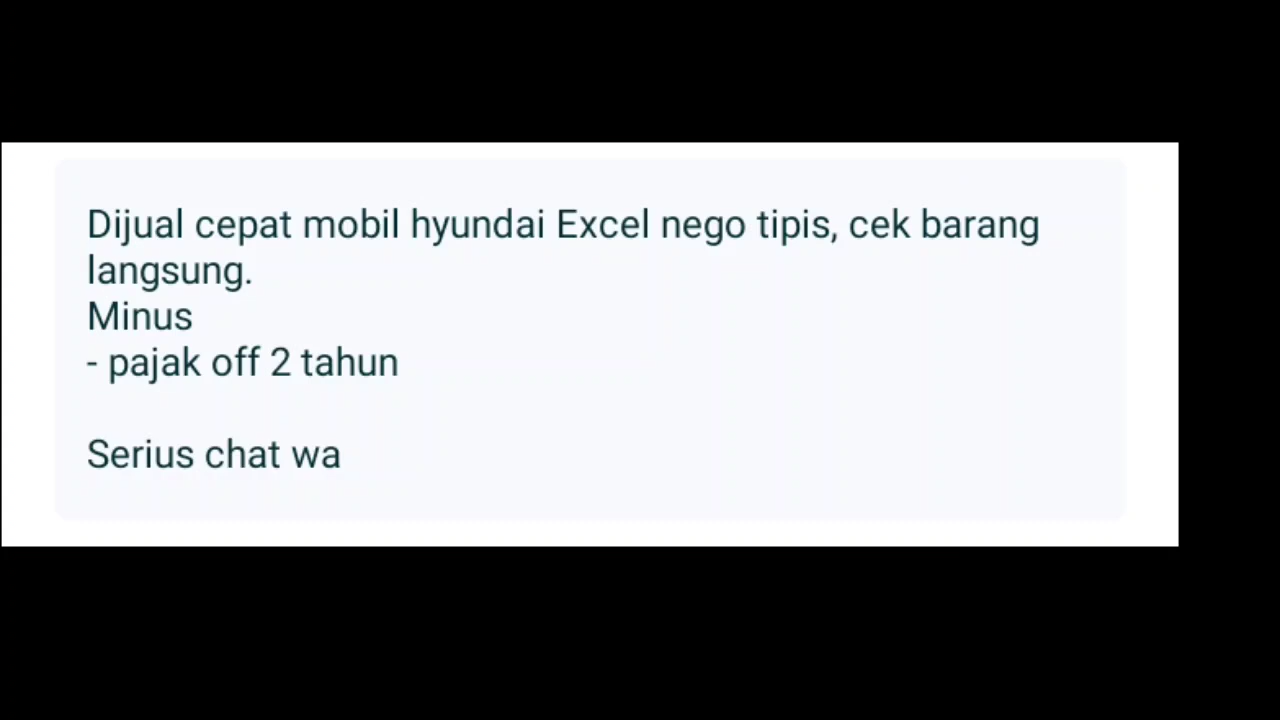 Dijual cepat mobil hyundai Excel nego tipis, cek barang
langsung.
Minus
- pajak off 2 tahun
Serius chat wa